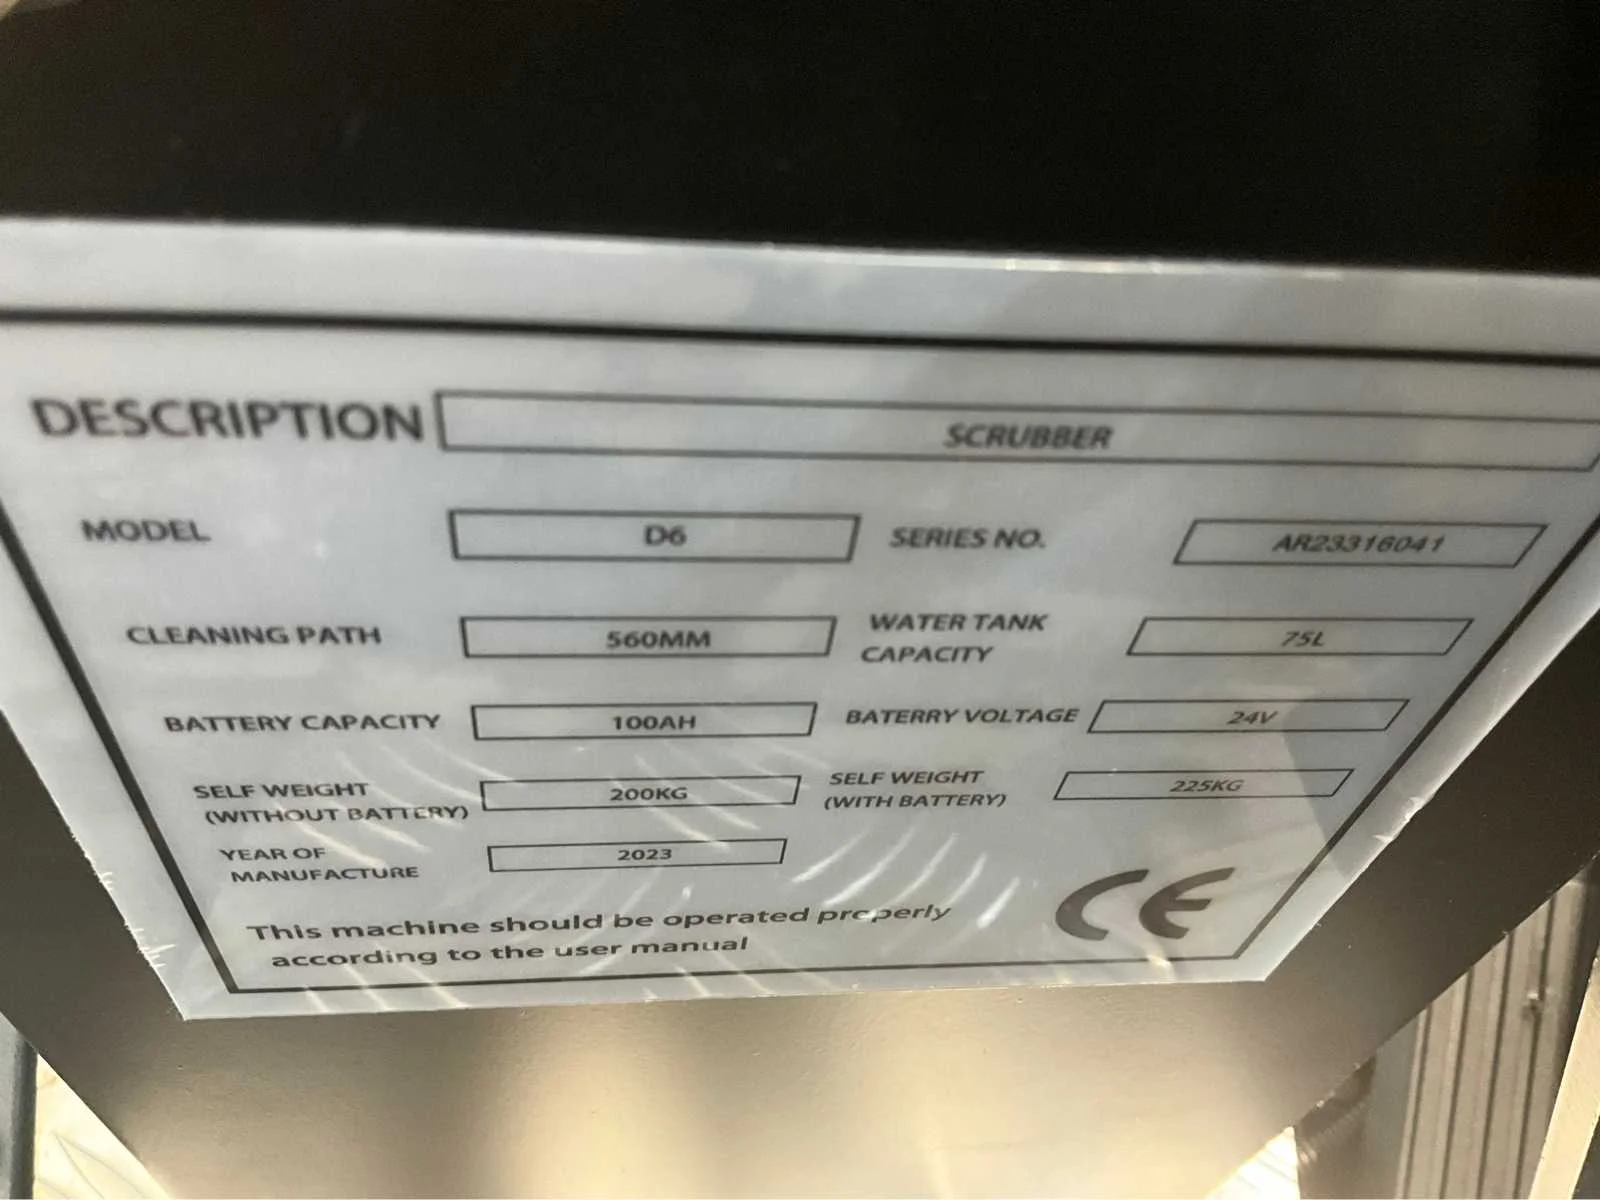 DESCRIPTION SCRUBBER
MODEL D6 SERIES NO. AR23316041
CLEANING PATH 560MM WATER TANK CAPACITY 75L
BATTERY CAPACITY 100AH BATERRY VOLTAGE 24V
SELF WEIGHT (WITHOUT BATTERY) 200KG SELF WEIGHT (WITH BATTERY) 225KG
YEAR OF MANUFACTURE 2023
This machine should be operated properly
according to the user manual
CE